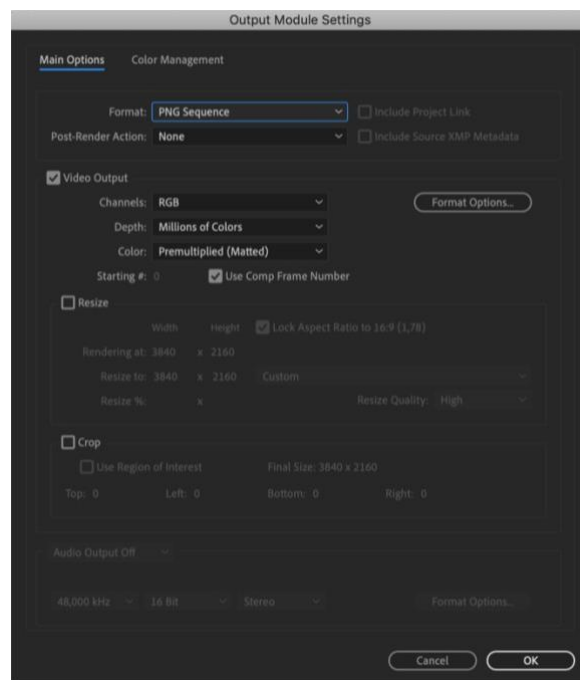 Output Module Settings
Main Options Color Management
Format: PNG Sequence Include Project Link
Post-Render Action: None Include Source XMP Metadata
Video Output
Channels: RGB Format Options...
Depth: Millions of Colors
Color: Premultiplied (Matted)
Starting #: 0 Use Comp Frame Number
Resize
Width Height Lock Aspect Ratio to 16:9 (1,78)
Rendering at: 3840 x 2160
Resize to: 3840 x 2160 Custom
Resize %: x Resize Quality: High
Crop
Use Region of Interest Final Size: 3840 x 2160
Top: 0 Left: 0 Bottom: 0 Right: 0
Audio Output Off
48,000 kHz 16 Bit Stereo Format Options...
Cancel OK